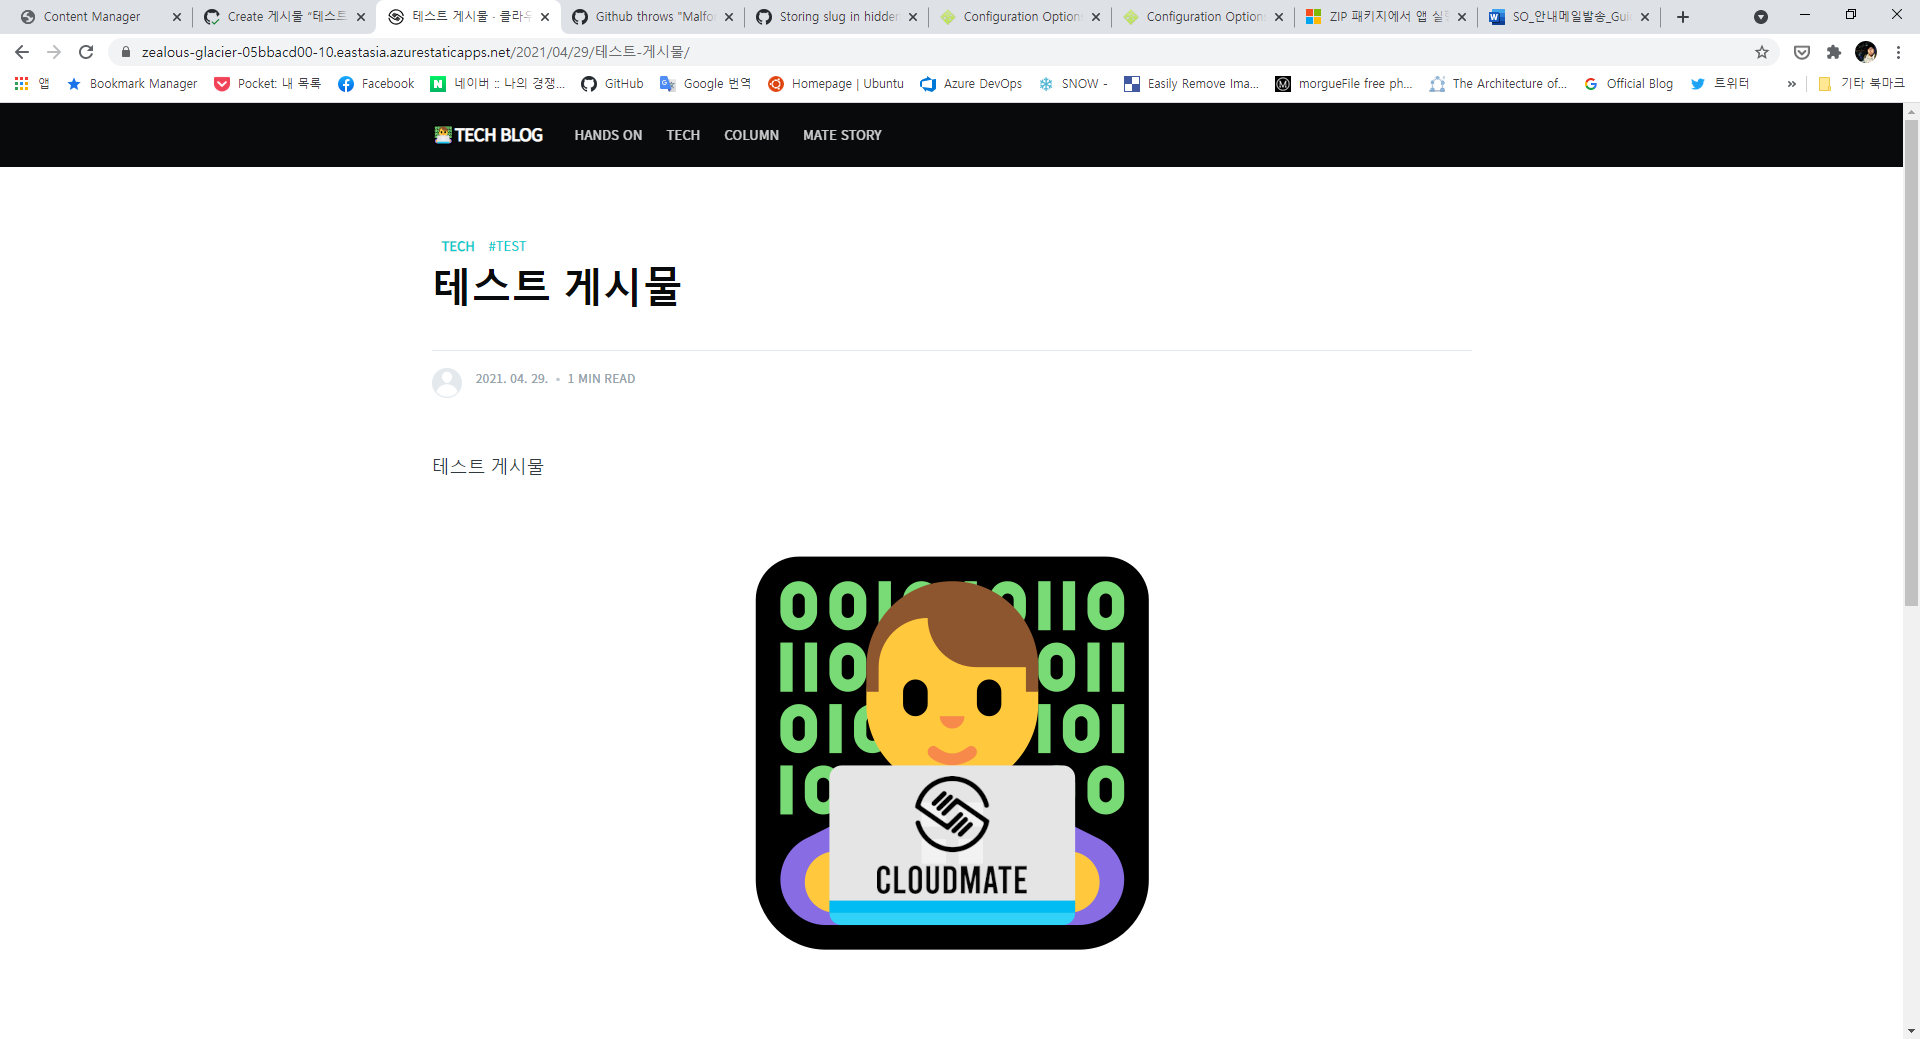 Content Manager
Create 게시물 “테스트
테스트 게시물 - 클라우
Github throws "Malfo
Storing slug in hidden
Configuration Option
Configuration Option
ZIP 패키지에서 앱 실행
SO_안내메일발송_Gui
zealous-glacier-05bbacd00-10.eastasia.azurestaticapps.net/2021/04/29/테스트-게시물/
앱
Bookmark Manager
Pocket: 내 목록
Facebook
네이버 :: 나의 경쟁...
GitHub
Google 번역
Homepage | Ubuntu
Azure DevOps
SNOW -
Easily Remove Ima...
morgueFile free ph...
The Architecture of...
Official Blog
트위터
»
기타 북마크
TECH BLOG
HANDS ON
TECH
COLUMN
MATE STORY
TECH #TEST
테스트 게시물
2021. 04. 29. • 1 MIN READ
테스트 게시물
CLOUDMATE